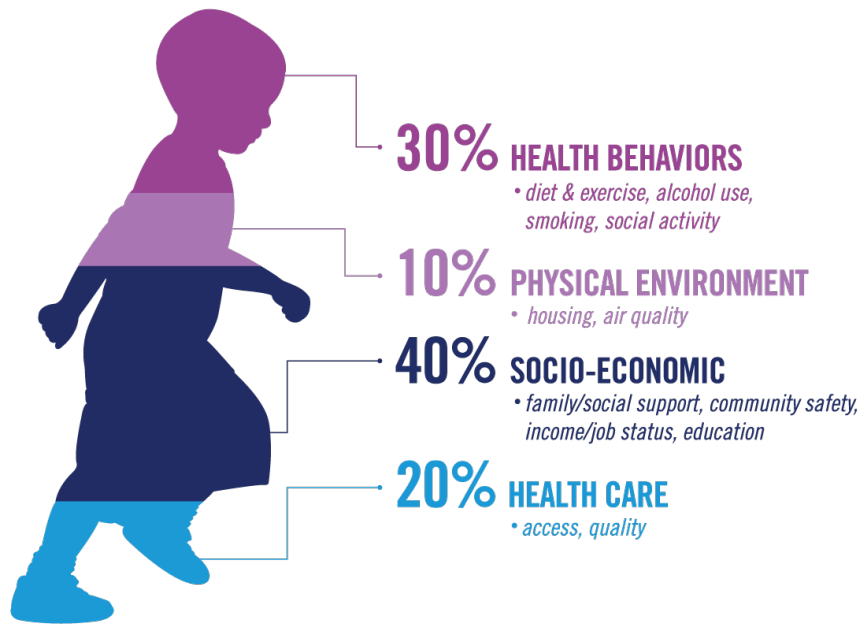 30% HEALTH BEHAVIORS
• diet & exercise, alcohol use,
smoking, social activity
10% PHYSICAL ENVIRONMENT
• housing, air quality
40% SOCIO-ECONOMIC
• family/social support, community safety,
income/job status, education
20% HEALTH CARE
• access, quality